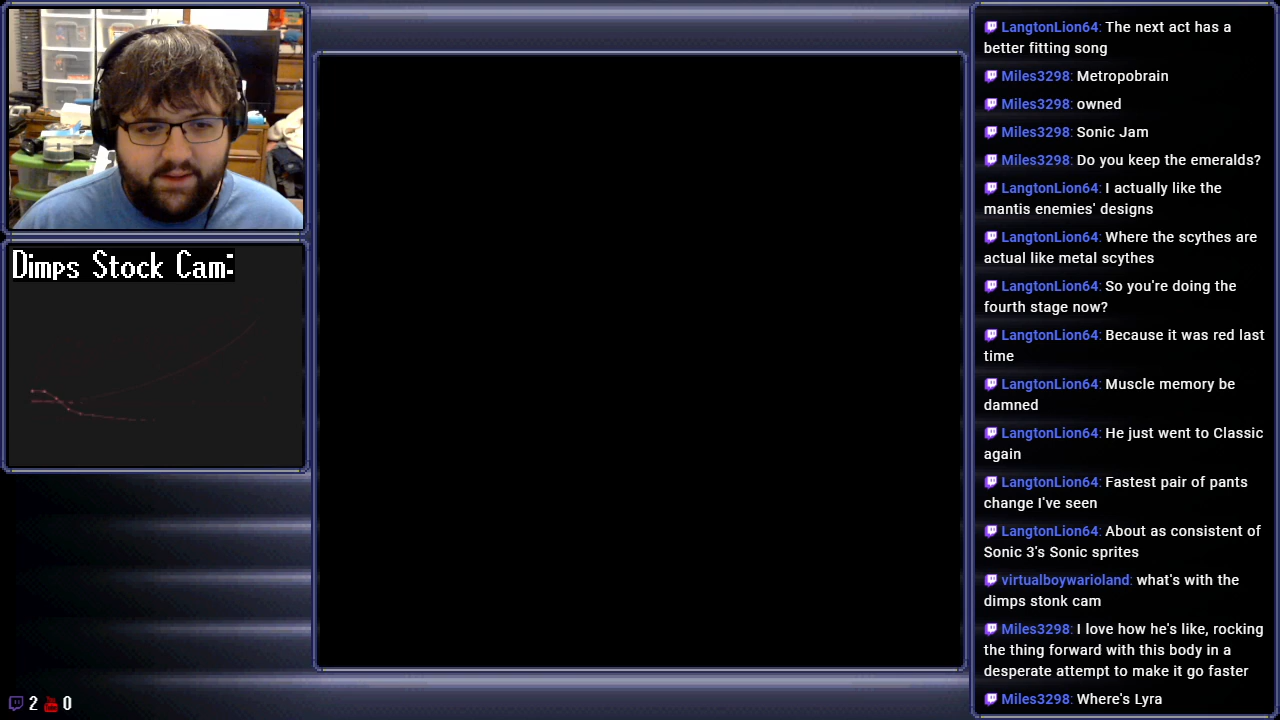 Dimps Stock Cam:
2 0
LangtonLion64: The next act has a
better fitting song
Miles3298: Metropobrain
Miles3298: owned
Miles3298: Sonic Jam
Miles3298: Do you keep the emeralds?
LangtonLion64: I actually like the
mantis enemies' designs
LangtonLion64: Where the scythes are
actual like metal scythes
LangtonLion64: So you're doing the
fourth stage now?
LangtonLion64: Because it was red last
time
LangtonLion64: Muscle memory be
damned
LangtonLion64: He just went to Classic
again
LangtonLion64: Fastest pair of pants
change I've seen
LangtonLion64: About as consistent of
Sonic 3's Sonic sprites
virtualboywarioland: what's with the
dimps stonk cam
Miles3298: I love how he's like, rocking
the thing forward with this body in a
desperate attempt to make it go faster
Miles3298: Where's Lyra